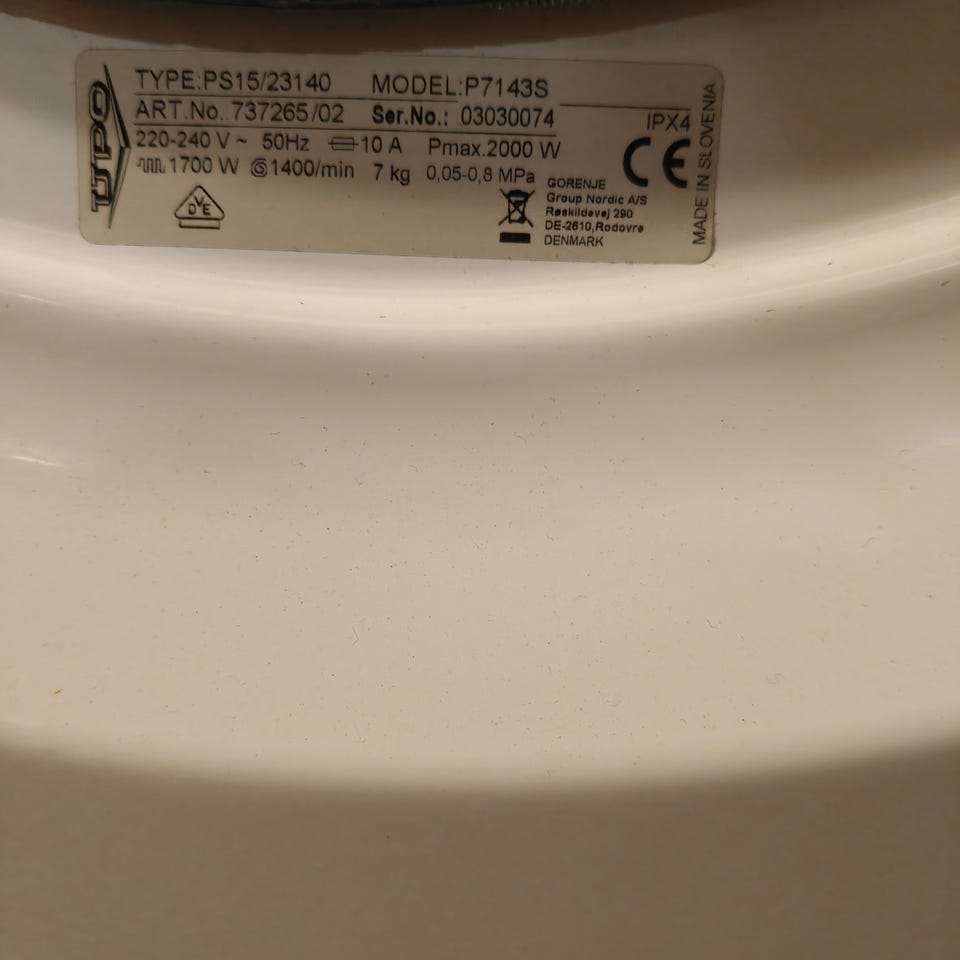 UPO
TYPE:PS15/23140 MODEL:P7143S
ART.No. 737265/02 Ser.No.: 03030074
220-240 V ~ 50Hz 10 A Pmax.2000 W
1700 W 1400/min 7 kg 0,05-0,8 MPa
IPX4
CE
DVE
GORENJE
Group Nordic A/S
Røskildevej 290
DE-2610,Rodovre
DENMARK
MADE IN SLOVENIA